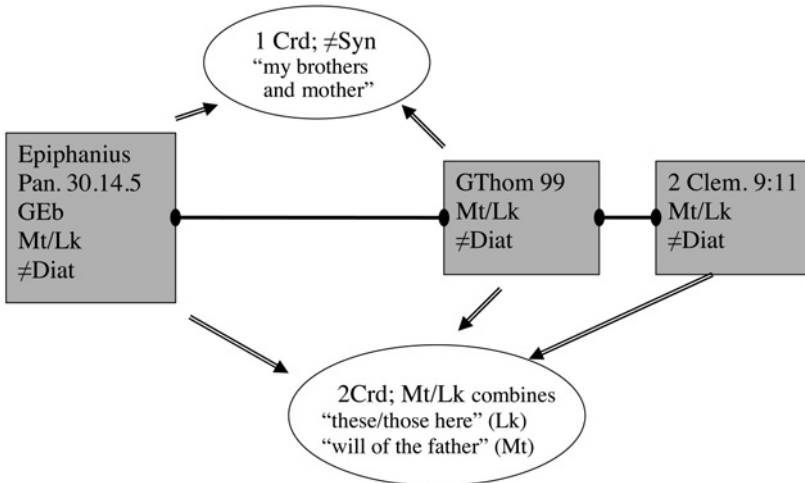 1 Crd; ≠Syn
“my brothers
and mother”
Epiphanius
Pan. 30.14.5
GEb
Mt/Lk
≠Diat
GThom 99
Mt/Lk
≠Diat
2 Clem. 9:11
Mt/Lk
≠Diat
2Crd; Mt/Lk combines
“these/those here” (Lk)
“will of the father” (Mt)